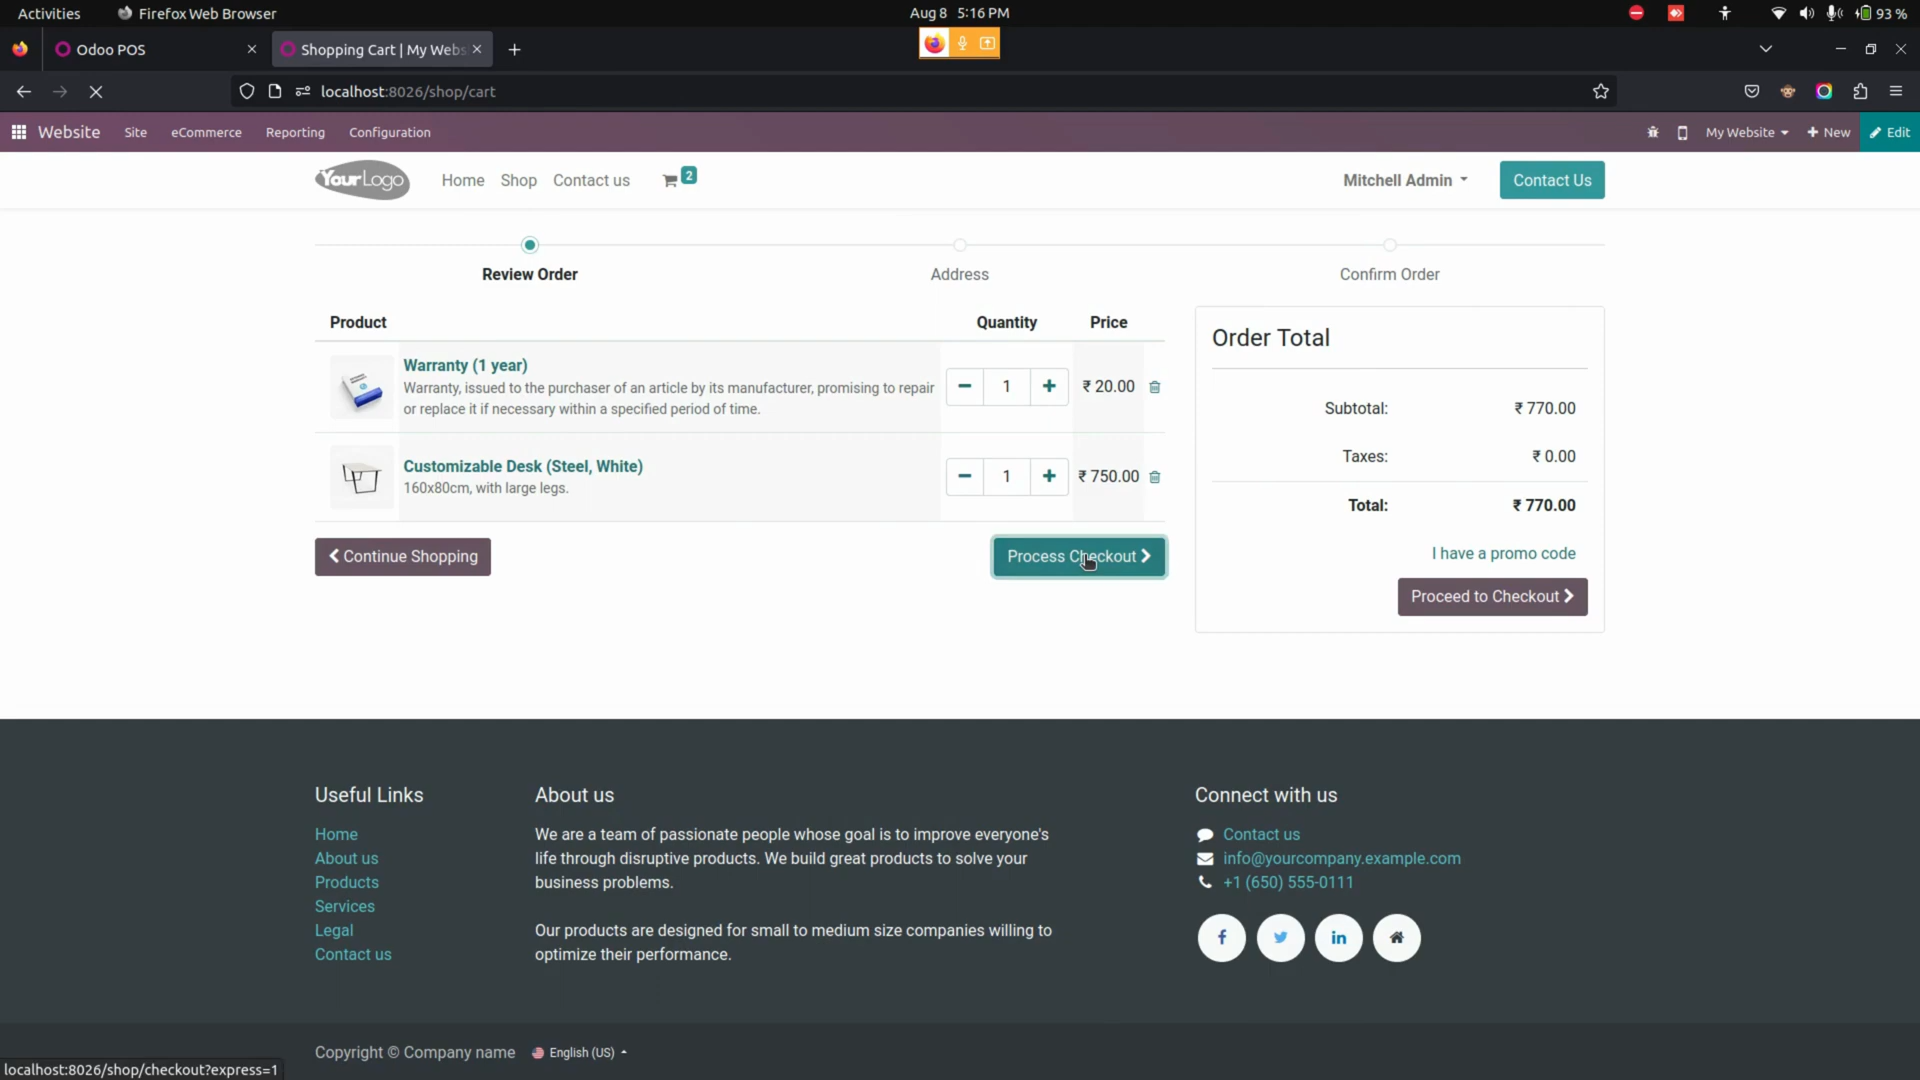 Activities Firefox Web Browser Aug 8 5:16 PM 93 %
Odoo POS Shopping Cart | My Webs
localhost:8026/shop/cart
Website Site eCommerce Reporting Configuration My Website New Edit
YourLogo Home Shop Contact us 2 Mitchell Admin Contact Us
Review Order Address Confirm Order
Product Quantity Price
Warranty (1 year)
Warranty, issued to the purchaser of an article by its manufacturer, promising to repair
or replace it if necessary within a specified period of time.
1 ₹ 20.00
Customizable Desk (Steel, White)
160x80cm, with large legs.
1 ₹ 750.00
Continue Shopping Process Checkout
Order Total
Subtotal: ₹ 770.00
Taxes: ₹ 0.00
Total: ₹ 770.00
I have a promo code
Proceed to Checkout
Useful Links
Home
About us
Products
Services
Legal
Contact us
About us
We are a team of passionate people whose goal is to improve everyone's
life through disruptive products. We build great products to solve your
business problems.
Our products are designed for small to medium size companies willing to
optimize their performance.
Connect with us
Contact us
info@yourcompany.example.com
+1 (650) 555-0111
Copyright © Company name English (US)
localhost:8026/shop/checkout?express=1